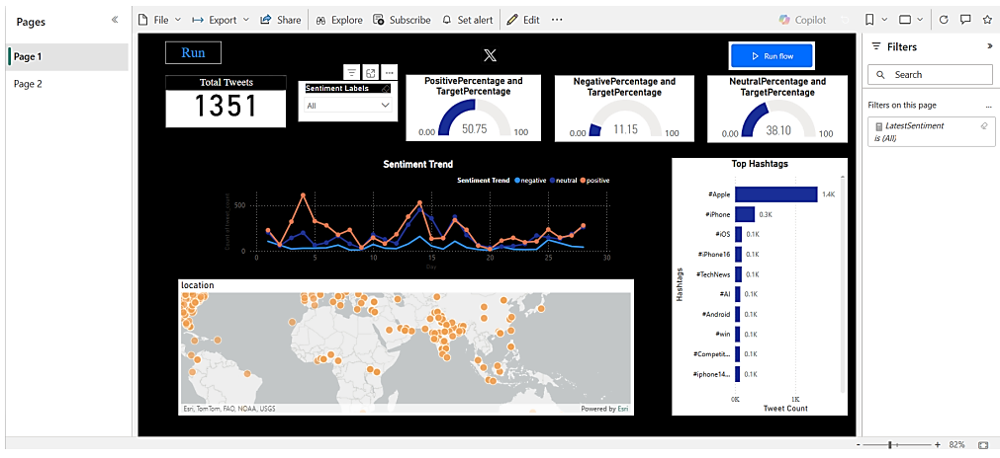 Pages
File
Export
Share
Explore
Subscribe
Set alert
Edit
Copilot
Page 1
Page 2
Run
Run flow
Total Tweets
1351
Sentiment Labels
All
PositivePercentage and
TargetPercentage
0.00
50.75
100
NegativePercentage and
TargetPercentage
0.00
11.15
100
NeutralPercentage and
TargetPercentage
0.00
38.10
100
Sentiment Trend
Sentiment Trend negative neutral positive
500
0
0 5 10 15 20 25 30
Day
location
Esri, TomTom, FAO, NOAA, USGS
Powered by Esri
Top Hashtags
Hashtags
#Apple 1.4K
#iPhone 0.3K
#iOS 0.1K
#iPhone16 0.1K
#TechNews 0.1K
#AI 0.1K
#Android 0.1K
#win 0.1K
#Competit... 0.1K
#iphone14... 0.1K
0K 1K
Tweet Count
Filters
Search
Filters on this page
LatestSentiment
is (All)
82%